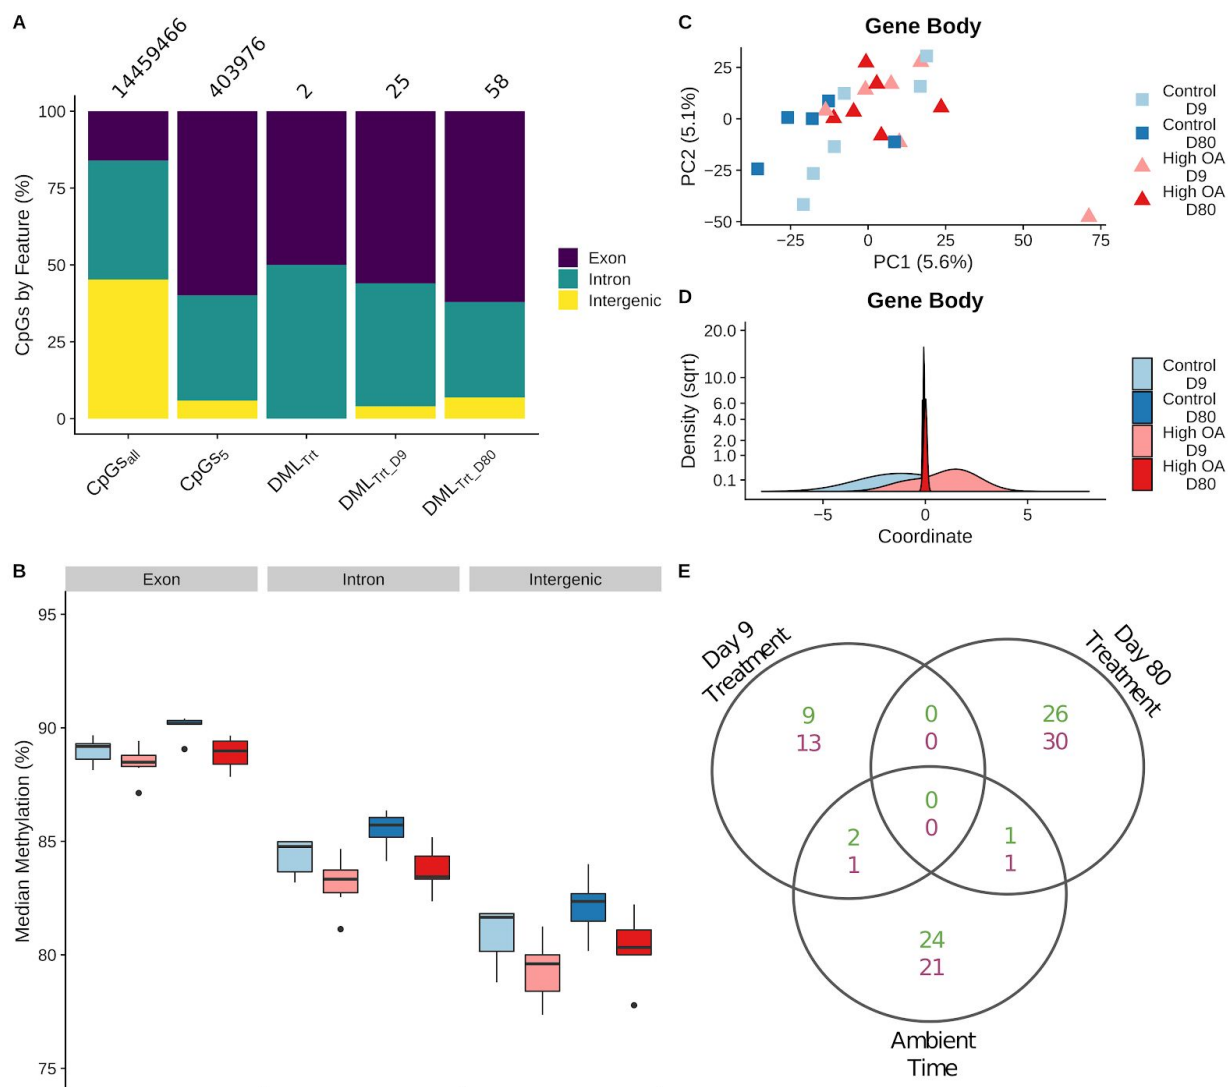 A
14459466
403976
2
25
58
100
75
50
25
0
CpGs by Feature (%)
CpGSall
CpGS5
DMLTrt
DMLTrt_D9
DMLTrt_D80
Exon
Intron
Intergenic
B
Exon
Intron
Intergenic
95
90
85
80
75
Median Methylation (%)
C
Gene Body
25
0
−25
−50
PC2 (5.1%)
−25
0
25
50
75
PC1 (5.6%)
Control
D9
Control
D80
High OA
D9
High OA
D80
D
Gene Body
20.0
10.0
6.0
4.0
2.0
1.0
0.1
Density (sqrt)
−5
0
5
Coordinate
Control
D9
Control
D80
High OA
D9
High OA
D80
E
Day 9
Treatment
Day 80
Treatment
9
13
0
0
26
30
0
0
2
1
1
1
24
21
Ambient
Time